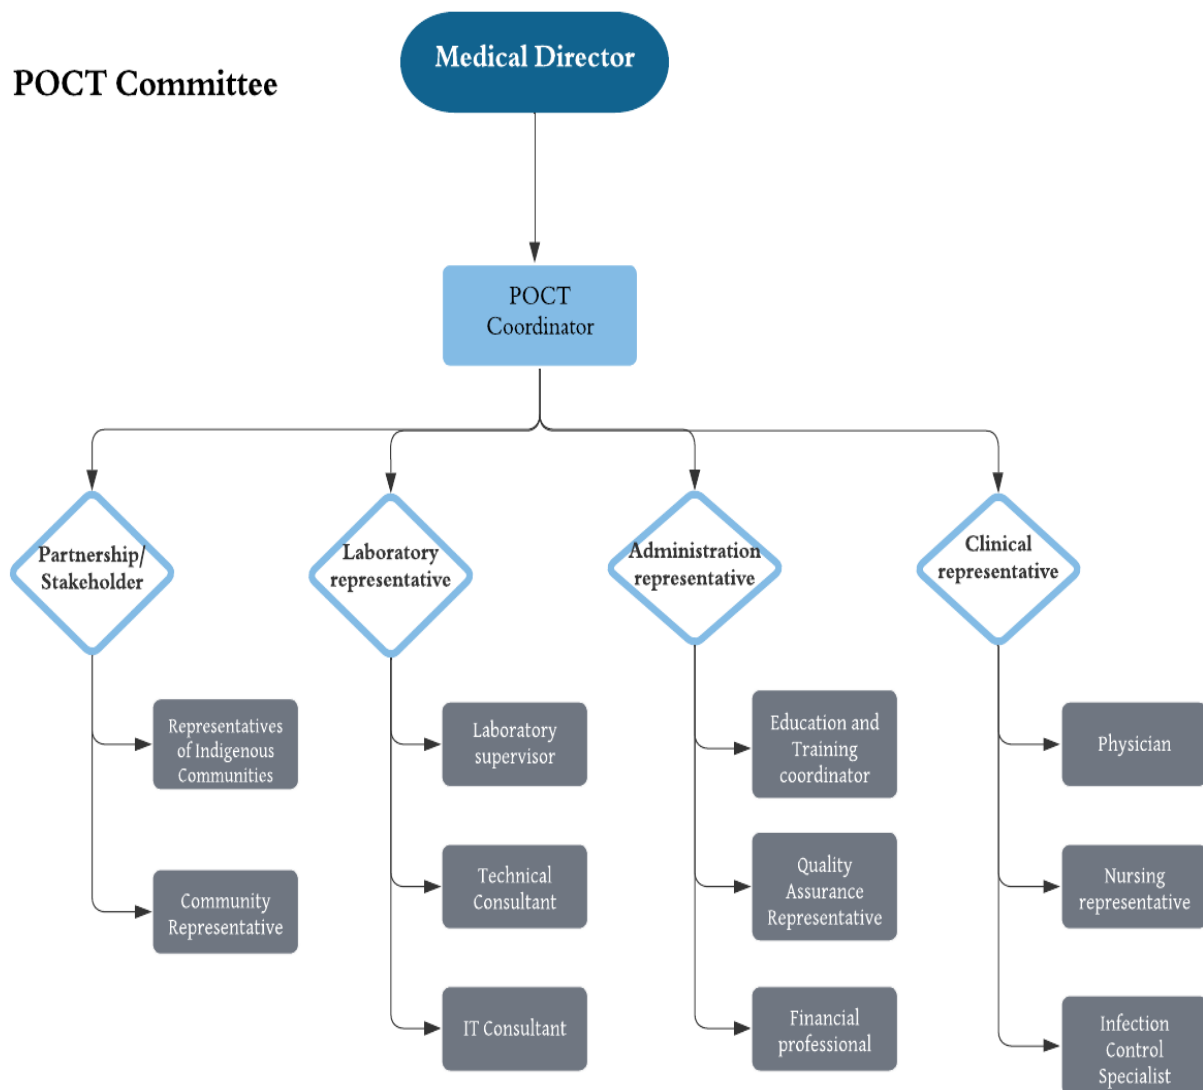 Medical Director
POCT Committee
POCT
Coordinator
Partnership/
Stakeholder
Laboratory
representative
Administration
representative
Clinical
representative
Representatives
of Indigenous
Communities
Community
Representative
Laboratory
supervisor
Technical
Consultant
IT Consultant
Education and
Training
coordinator
Quality
Assurance
Representative
Financial
professional
Physician
Nursing
representative
Infection
Control
Specialist